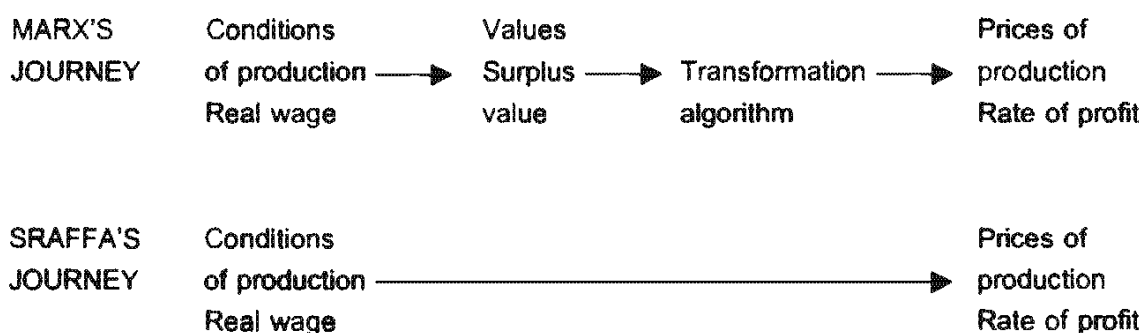 MARX'S Conditions Values Prices of
JOURNEY of production Surplus Transformation production
Real wage value algorithm Rate of profit
SRAFFA'S Conditions Prices of
JOURNEY of production production
Real wage Rate of profit